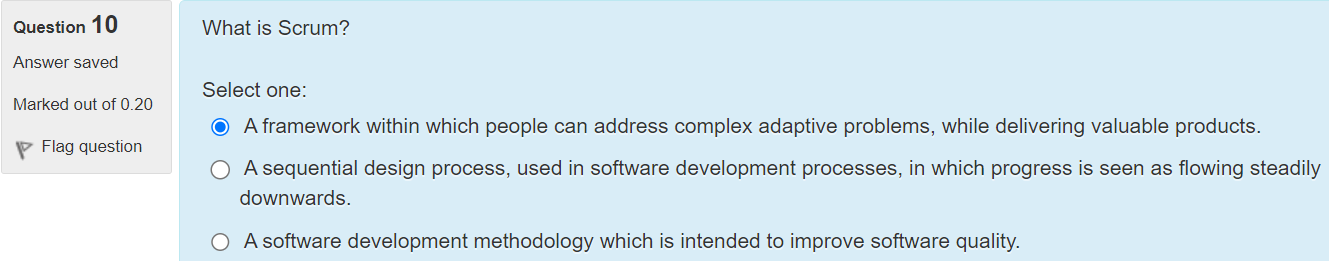 Question 10
Answer saved
Marked out of 0.20
Flag question
What is Scrum?
Select one:
A framework within which people can address complex adaptive problems, while delivering valuable products.
A sequential design process, used in software development processes, in which progress is seen as flowing steadily
downwards.
A software development methodology which is intended to improve software quality.